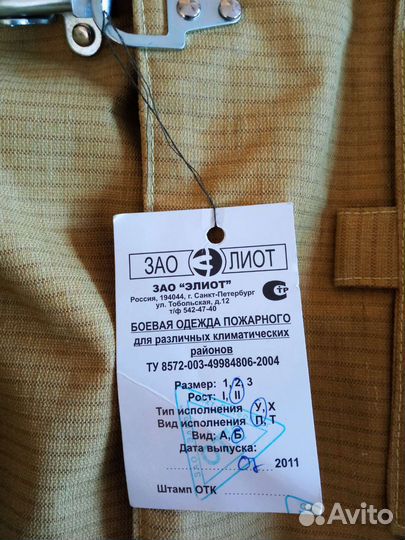 ЗАО ЭЛИОТ
ЗАО "ЭЛИОТ"
Россия, 194044, г. Санкт-Петербург
ул. Тобольская, д.12
т/ф 542-47-40
СТР
БОЕВАЯ ОДЕЖДА ПОЖАРНОГО
для различных климатических
районов
ТУ 8572-003-49984806-2004
Размер: 1, 2, 3
Рост: I, II
Тип исполнения У, Х
Вид исполнения П, Т
Вид: А, Б
Дата выпуска:
07 2011
Штамп ОТК
Avito